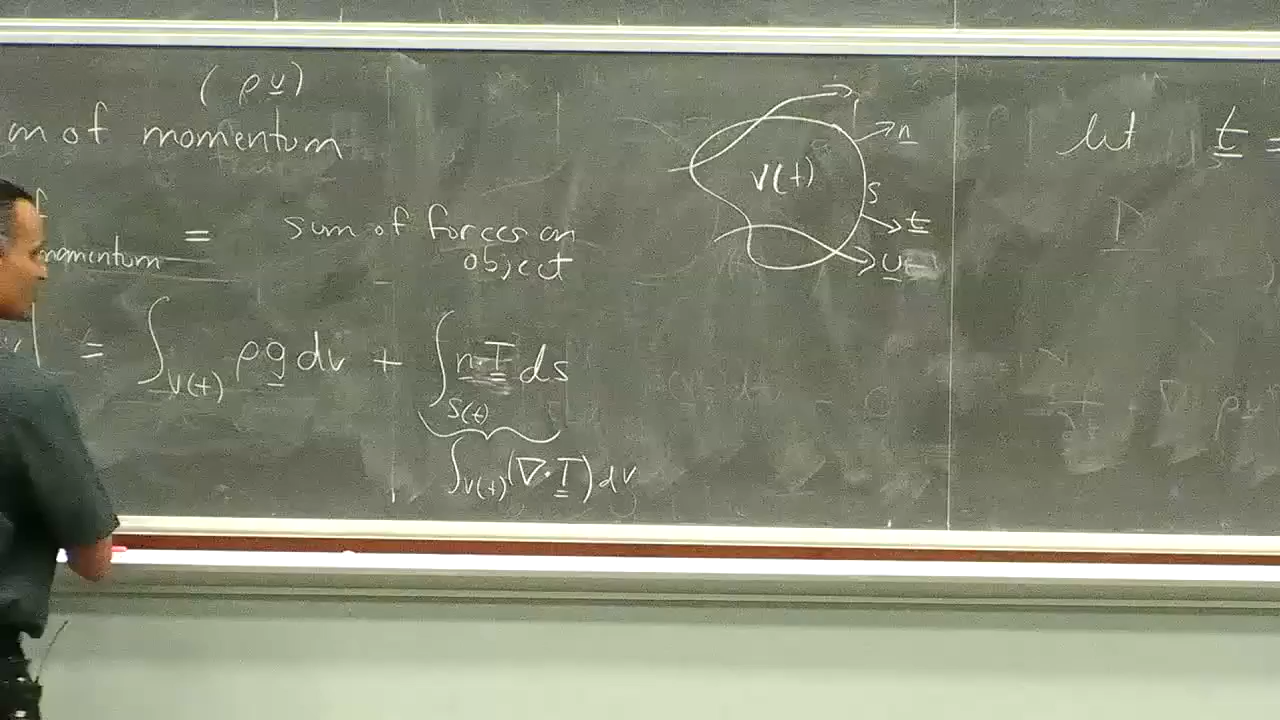 (ρu)
m of momentum
momentum = sum of forces on
object
= ∫_{V(t)} ρg dv + ∫_{S(t)} n·T ds
∫_{V(t)} (∇·T) dv
V(t)
n
s
t
u
let t =